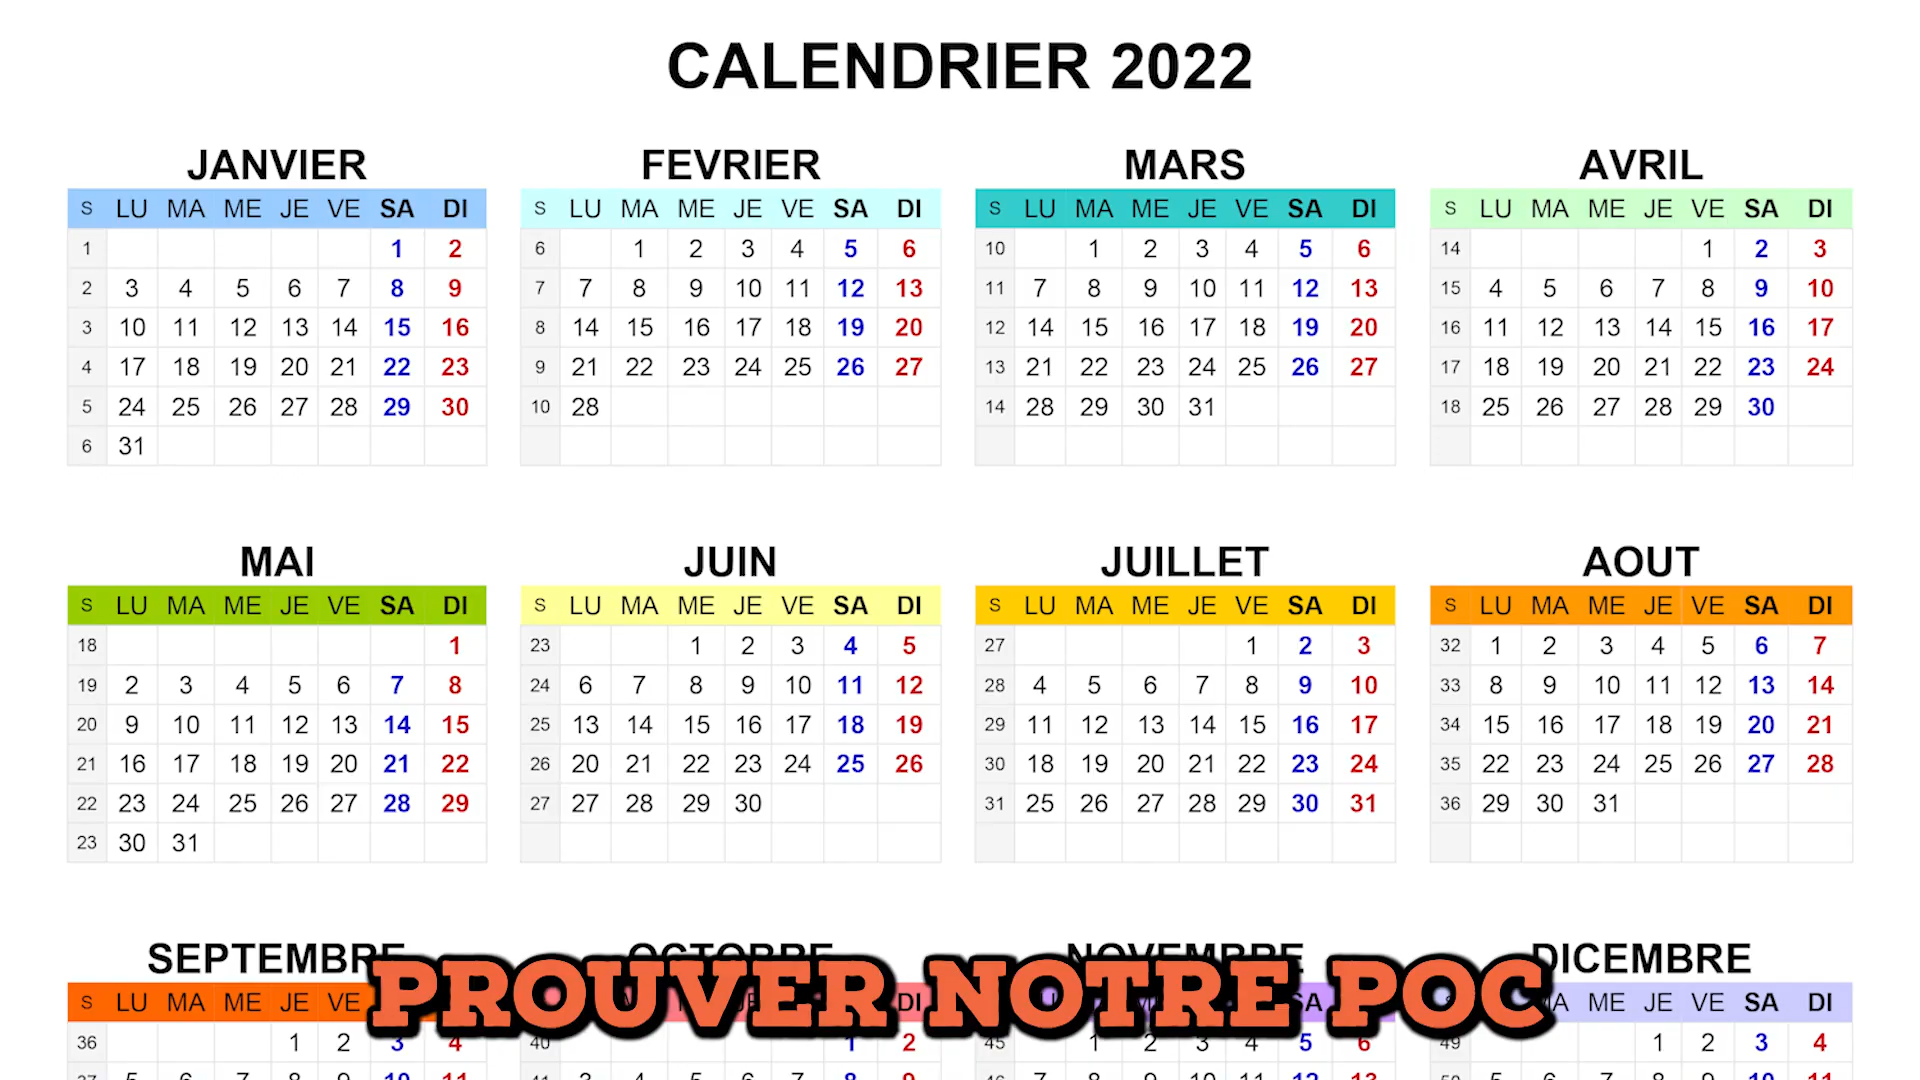 CALENDRIER 2022
JANVIER FEVRIER MARS AVRIL
S LU MA ME JE VE SA DI S LU MA ME JE VE SA DI S LU MA ME JE VE SA DI S LU MA ME JE VE SA DI
1 1 2 6 1 2 3 4 5 6 10 1 2 3 4 5 6 14 1 2 3
2 3 4 5 6 7 8 9 7 7 8 9 10 11 12 13 11 7 8 9 10 11 12 13 15 4 5 6 7 8 9 10
3 10 11 12 13 14 15 16 8 14 15 16 17 18 19 20 12 14 15 16 17 18 19 20 16 11 12 13 14 15 16 17
4 17 18 19 20 21 22 23 9 21 22 23 24 25 26 27 13 21 22 23 24 25 26 27 17 18 19 20 21 22 23 24
5 24 25 26 27 28 29 30 10 28 14 28 29 30 31 18 25 26 27 28 29 30
6 31
MAI JUIN JUILLET AOUT
S LU MA ME JE VE SA DI S LU MA ME JE VE SA DI S LU MA ME JE VE SA DI S LU MA ME JE VE SA DI
18 1 23 1 2 3 4 5 27 1 2 3 32 1 2 3 4 5 6 7
19 2 3 4 5 6 7 8 24 6 7 8 9 10 11 12 28 4 5 6 7 8 9 10 33 8 9 10 11 12 13 14
20 9 10 11 12 13 14 15 25 13 14 15 16 17 18 19 29 11 12 13 14 15 16 17 34 15 16 17 18 19 20 21
21 16 17 18 19 20 21 22 26 20 21 22 23 24 25 26 30 18 19 20 21 22 23 24 35 22 23 24 25 26 27 28
22 23 24 25 26 27 28 29 27 27 28 29 30 31 25 26 27 28 29 30 31 36 29 30 31
23 30 31
SEPTEMBRE OCTOBRE NOVEMBRE DICEMBRE
S LU MA ME JE VE DI SA MA ME JE VE SA DI
PROUVER NOTRE POC
36 1 2 3 4 40 1 2 45 1 2 3 4 5 6 49 1 2 3 4